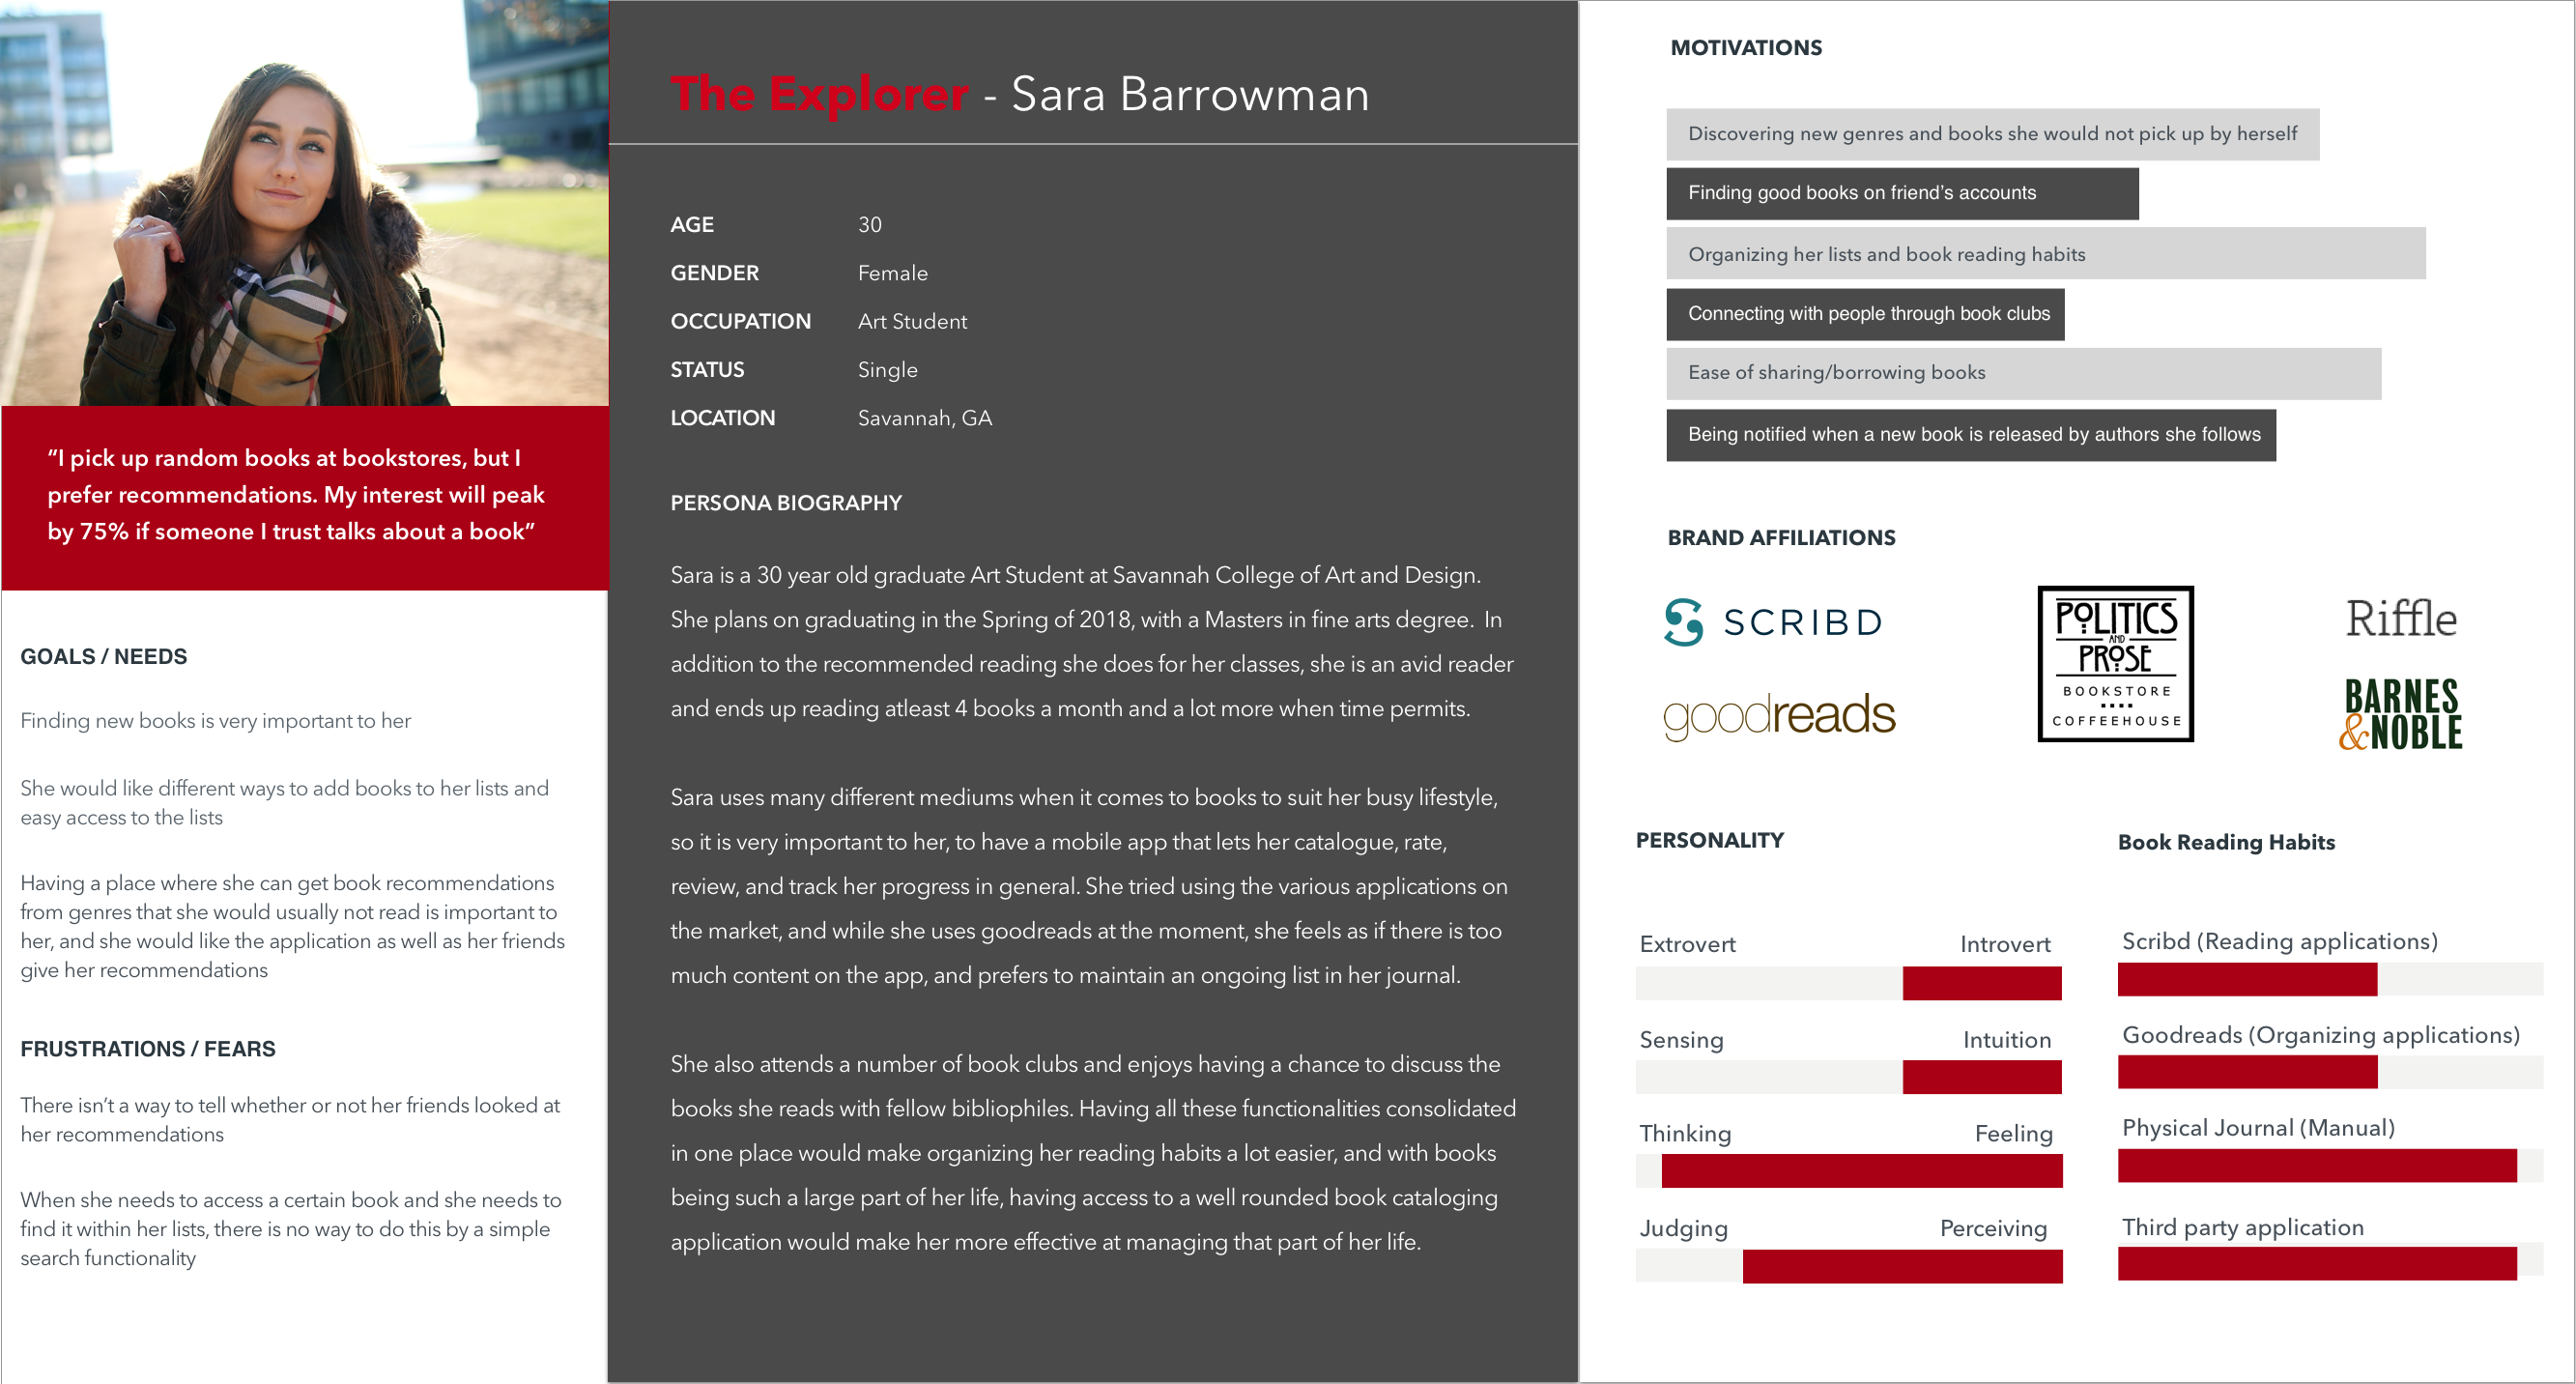 “I pick up random books at bookstores, but I
prefer recommendations. My interest will peak
by 75% if someone I trust talks about a book”
GOALS / NEEDS
Finding new books is very important to her
She would like different ways to add books to her lists and
easy access to the lists
Having a place where she can get book recommendations
from genres that she would usually not read is important to
her, and she would like the application as well as her friends
give her recommendations
FRUSTRATIONS / FEARS
There isn’t a way to tell whether or not her friends looked at
her recommendations
When she needs to access a certain book and she needs to
find it within her lists, there is no way to do this by a simple
search functionality
The Explorer - Sara Barrowman
AGE 30
GENDER Female
OCCUPATION Art Student
STATUS Single
LOCATION Savannah, GA
PERSONA BIOGRAPHY
Sara is a 30 year old graduate Art Student at Savannah College of Art and Design.
She plans on graduating in the Spring of 2018, with a Masters in fine arts degree. In
addition to the recommended reading she does for her classes, she is an avid reader
and ends up reading atleast 4 books a month and a lot more when time permits.
Sara uses many different mediums when it comes to books to suit her busy lifestyle,
so it is very important to her, to have a mobile app that lets her catalogue, rate,
review, and track her progress in general. She tried using the various applications on
the market, and while she uses goodreads at the moment, she feels as if there is too
much content on the app, and prefers to maintain an ongoing list in her journal.
She also attends a number of book clubs and enjoys having a chance to discuss the
books she reads with fellow bibliophiles. Having all these functionalities consolidated
in one place would make organizing her reading habits a lot easier, and with books
being such a large part of her life, having access to a well rounded book cataloging
application would make her more effective at managing that part of her life.
MOTIVATIONS
Discovering new genres and books she would not pick up by herself
Finding good books on friend’s accounts
Organizing her lists and book reading habits
Connecting with people through book clubs
Ease of sharing/borrowing books
Being notified when a new book is released by authors she follows
BRAND AFFILIATIONS
SCRIBD
goodreads
POLITICS
AND
PROSE
BOOKSTORE
COFFEEHOUSE
Riffle
BARNES
&NOBLE
PERSONALITY
Extrovert Introvert
Sensing Intuition
Thinking Feeling
Judging Perceiving
Book Reading Habits
Scribd (Reading applications)
Goodreads (Organizing applications)
Physical Journal (Manual)
Third party application